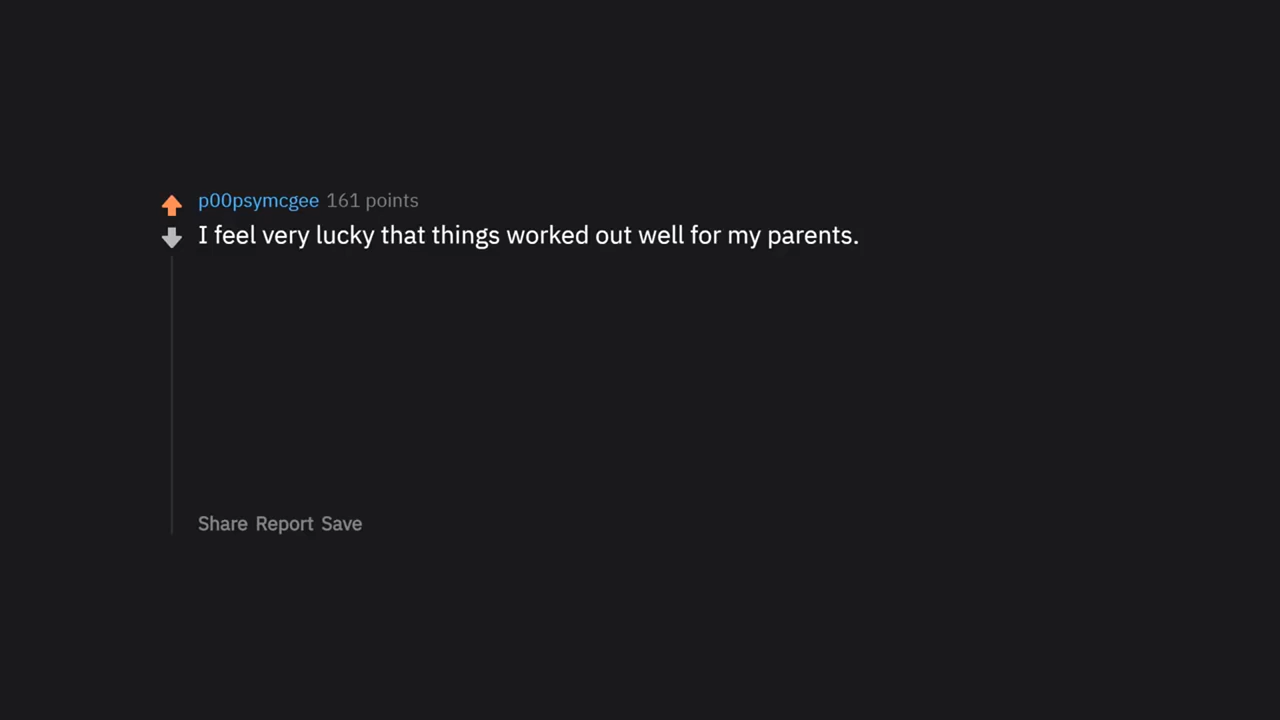 p00psymcgee 161 points
I feel very lucky that things worked out well for my parents.
Share Report Save